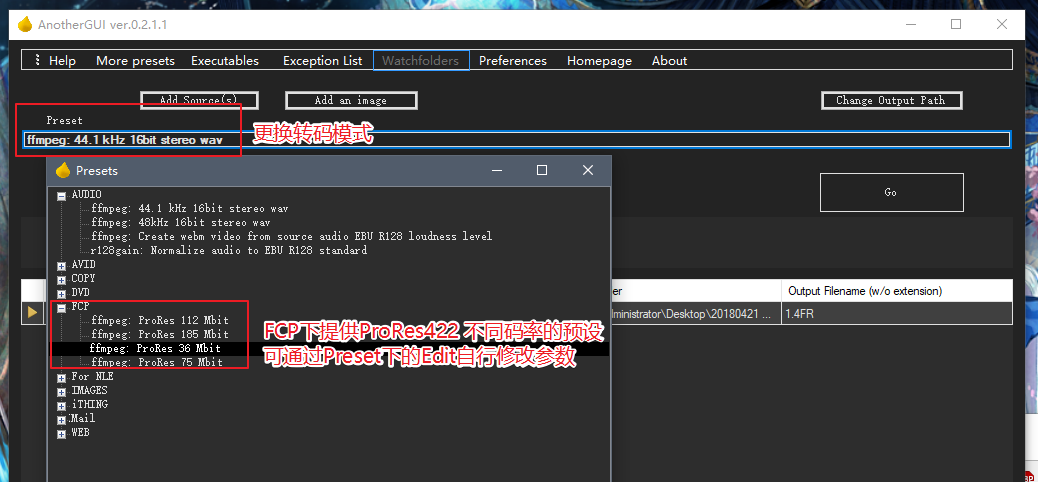 AnotherGUI ver.0.2.1.1
Help More presets Executables Exception List Watchfolders Preferences Homepage About
Add Source(s) Add an image Change Output Path
Preset
ffmpeg: 44.1 kHz 16bit stereo wav
更换转码模式
Presets
Go
AUDIO
ffmpeg: 44.1 kHz 16bit stereo wav
ffmpeg: 48kHz 16bit stereo wav
ffmpeg: Create webm video from source audio EBU R128 loudness level
r128gain: Normalize audio to EBU R128 standard
AVID
COPY
DVD
FCP
ffmpeg: ProRes 112 Mbit
ffmpeg: ProRes 185 Mbit
ffmpeg: ProRes 36 Mbit
ffmpeg: ProRes 75 Mbit
For NLE
IMAGES
iTHING
Mail
WEB
FCP下提供ProRes422 不同码率的预设
可通过Preset下的Edit自行修改参数
er Output Filename (w/o extension)
lministrator\Desktop\20180421 ... 1.4FR